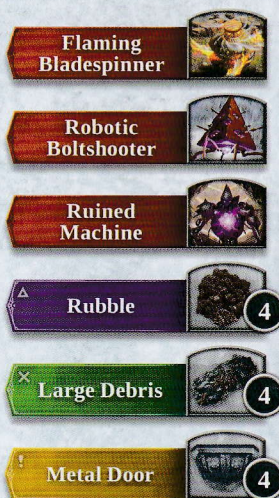 Flaming
Bladespinner
Robotic
Boltshooter
Ruined
Machine
Rubble
4
Large Debris
4
! Metal Door
4